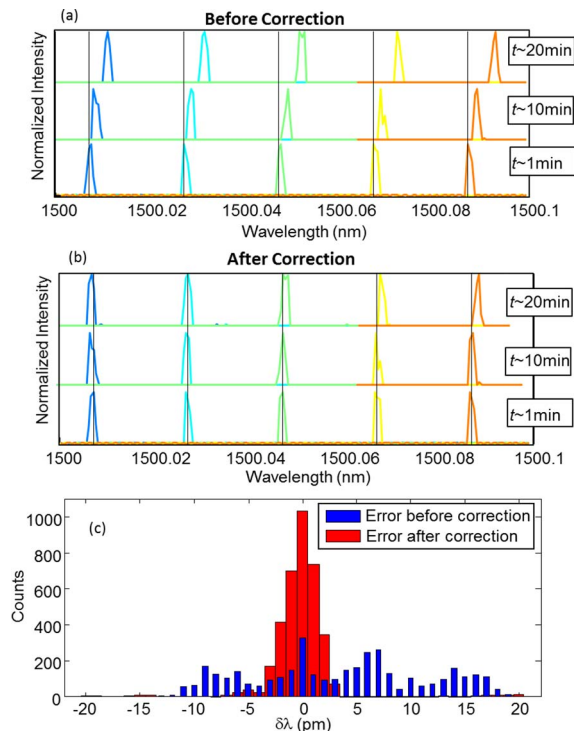 (a)
Before Correction
Normalized Intensity
t~20min
t~10min
t~1min
1500 1500.02 1500.04 1500.06 1500.08 1500.1
Wavelength (nm)
(b)
After Correction
Normalized Intensity
t~20min
t~10min
t~1min
1500 1500.02 1500.04 1500.06 1500.08 1500.1
Wavelength (nm)
(c)
Error before correction
Error after correction
Counts
1000
800
600
400
200
0
-20 -15 -10 -5 0 5 10 15 20
δλ (pm)